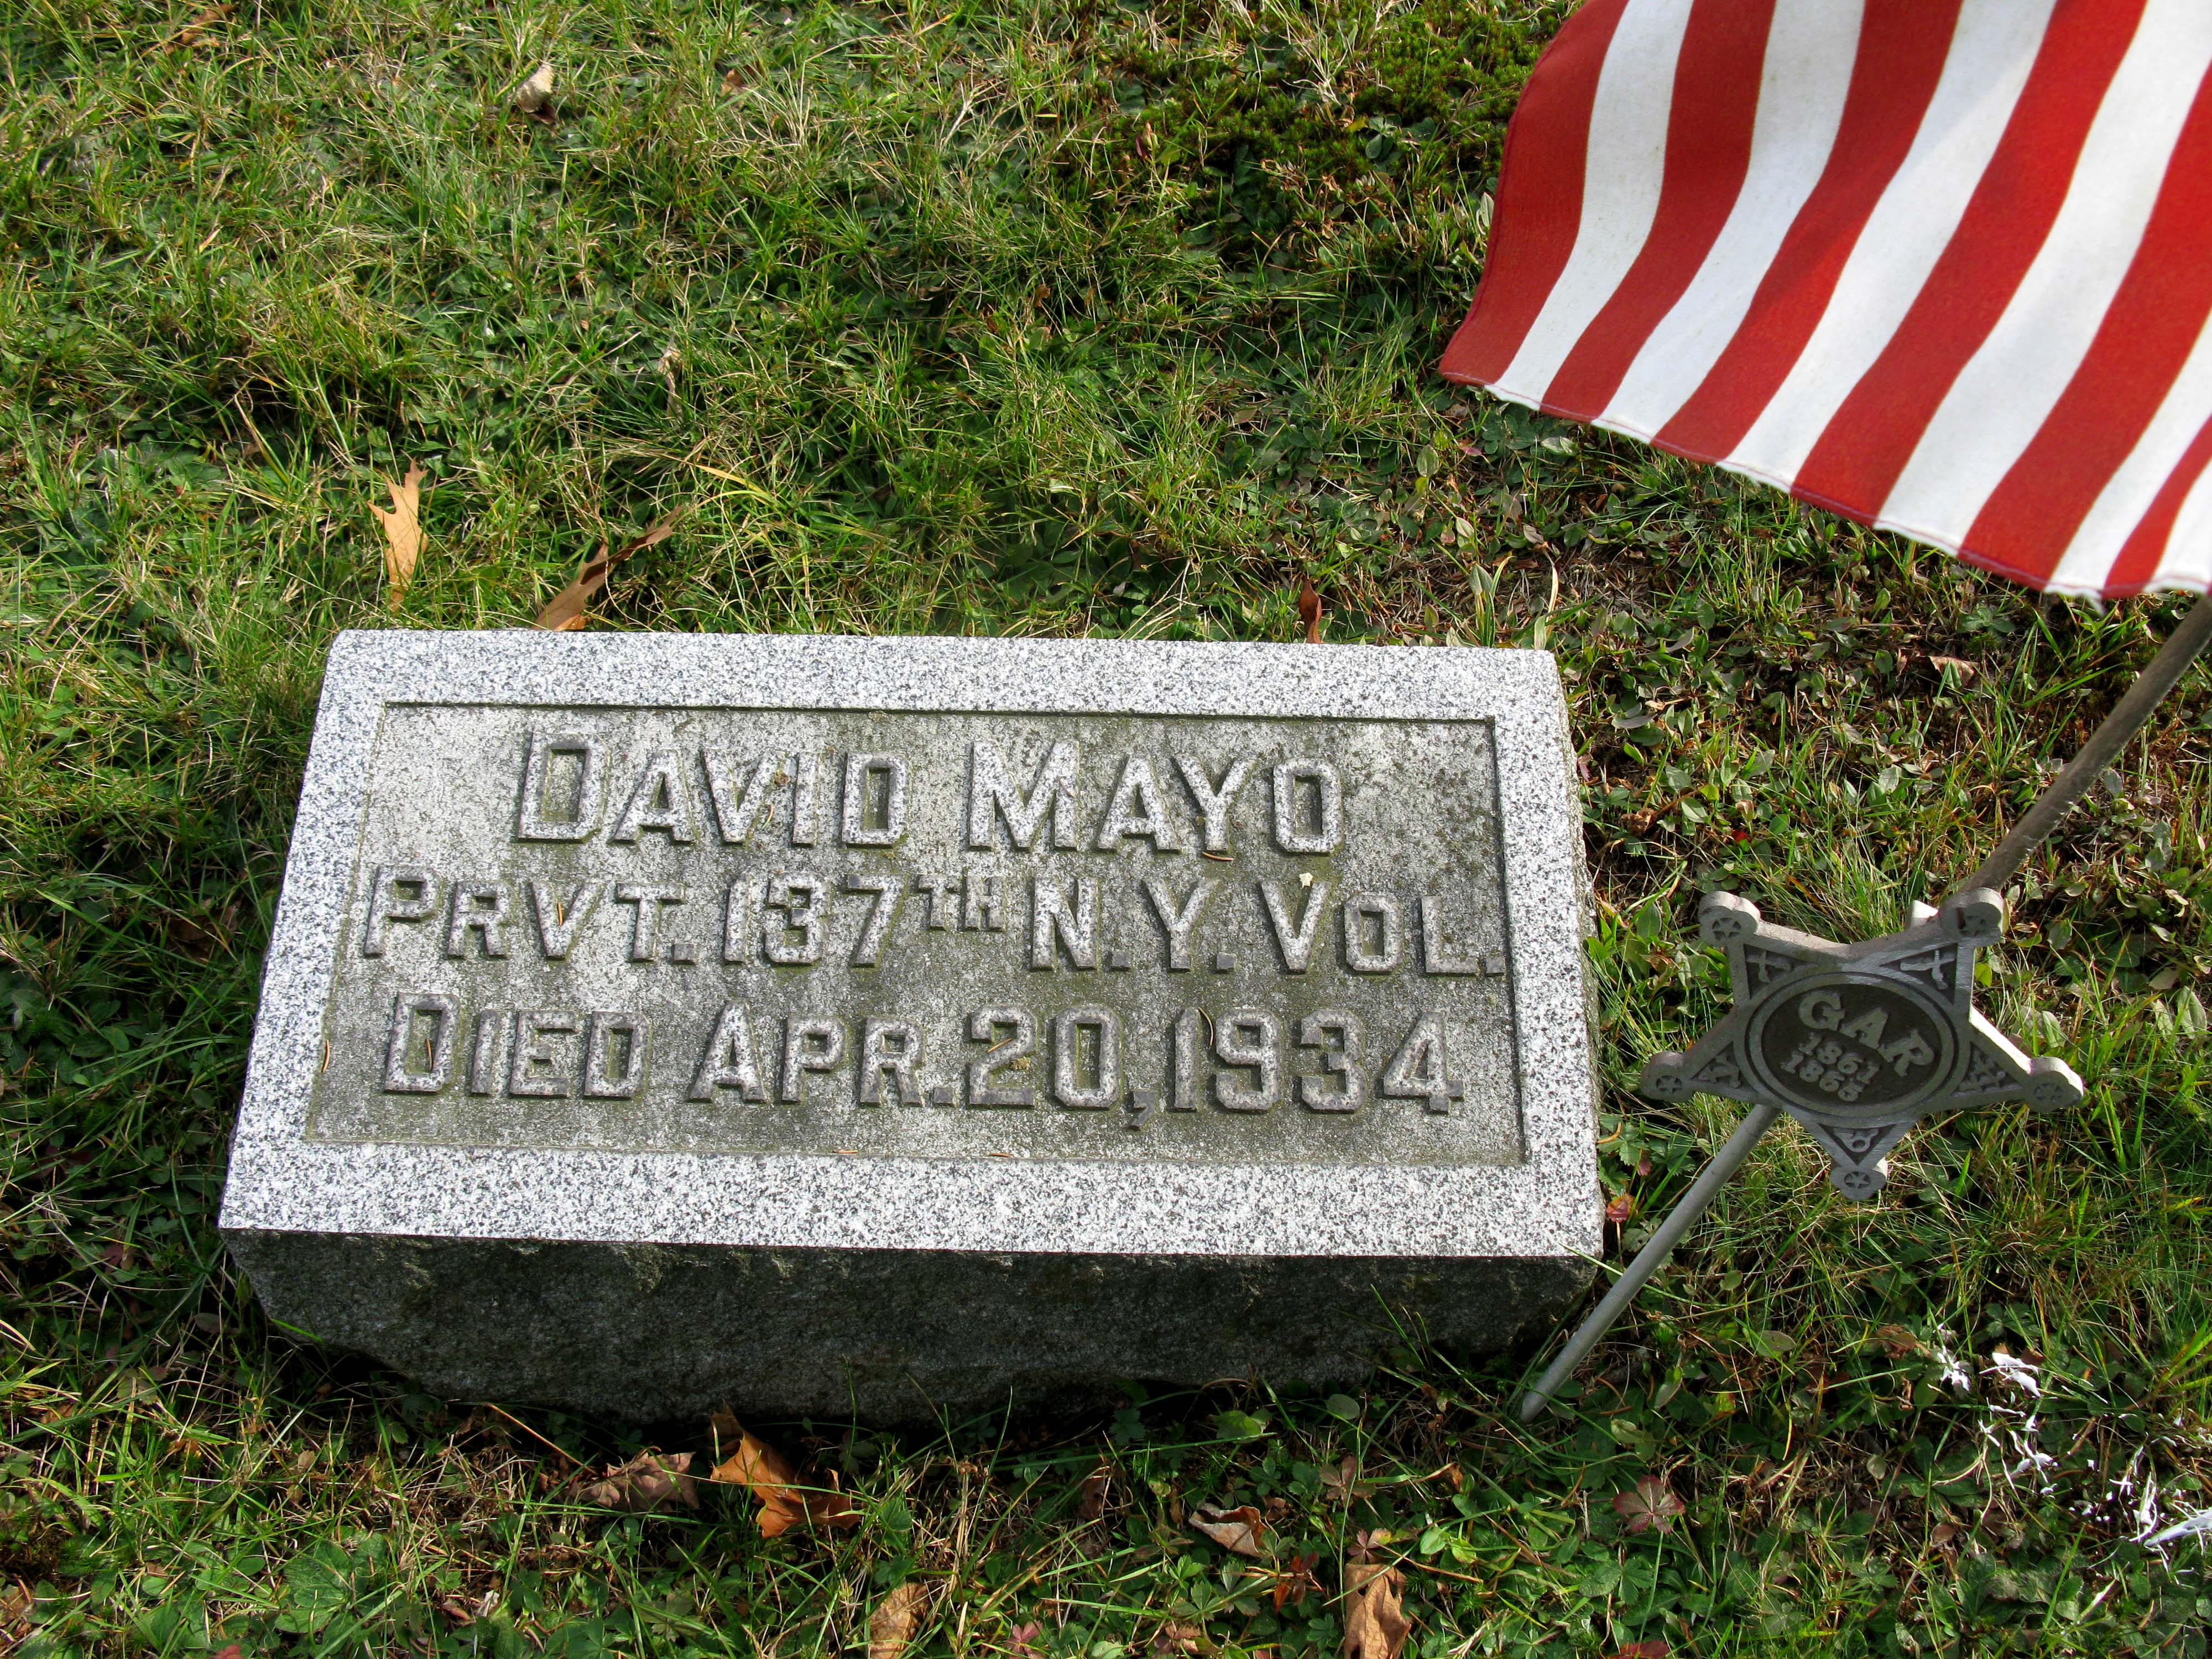 DAVID MAYO
PRVT. 137TH N.Y. VOL.
DIED APR. 20, 1934
GAR
1861
1865